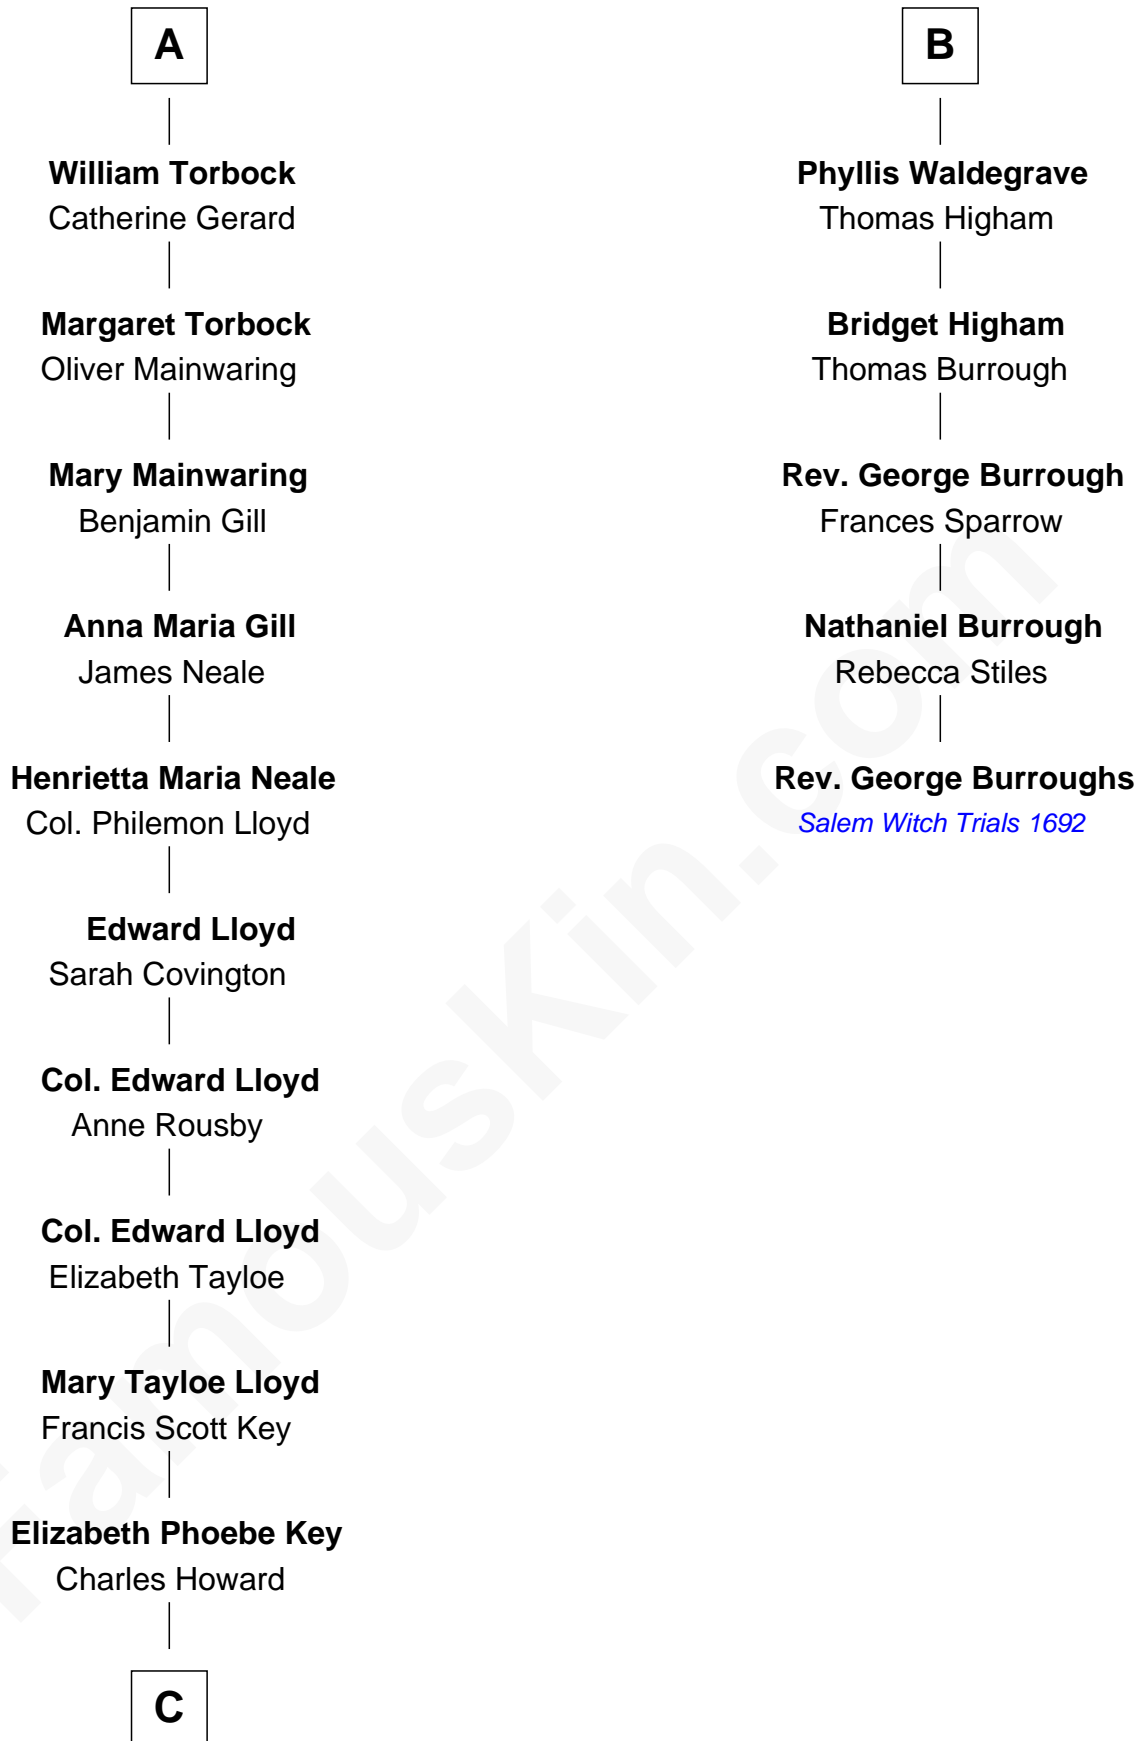 A
William Torbock
Catherine Gerard
Margaret Torbock
Oliver Mainwaring
Mary Mainwaring
Benjamin Gill
Anna Maria Gill
James Neale
Henrietta Maria Neale
Col. Philemon Lloyd
Edward Lloyd
Sarah Covington
Col. Edward Lloyd
Anne Rousby
Col. Edward Lloyd
Elizabeth Tayloe
Mary Tayloe Lloyd
Francis Scott Key
Elizabeth Phoebe Key
Charles Howard
C
B
Phyllis Waldegrave
Thomas Higham
Bridget Higham
Thomas Burrough
Rev. George Burrough
Frances Sparrow
Nathaniel Burrough
Rebecca Stiles
Rev. George Burroughs
Salem Witch Trials 1692
FamousKin.com